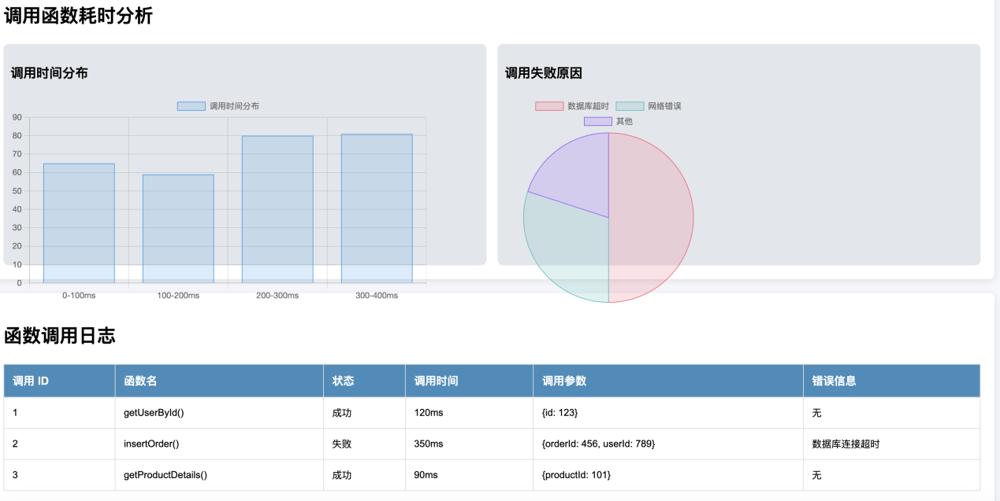 调用函数耗时分析
调用时间分布
调用时间分布
90
80
70
60
50
40
30
20
10
0
0-100ms 100-200ms 200-300ms 300-400ms
调用失败原因
数据库超时 网络错误
其他
函数调用日志
调用 ID 函数名 状态 调用时间 调用参数 错误信息
1 getUserById() 成功 120ms {id: 123} 无
2 insertOrder() 失败 350ms {orderId: 456, userId: 789} 数据库连接超时
3 getProductDetails() 成功 90ms {productId: 101} 无